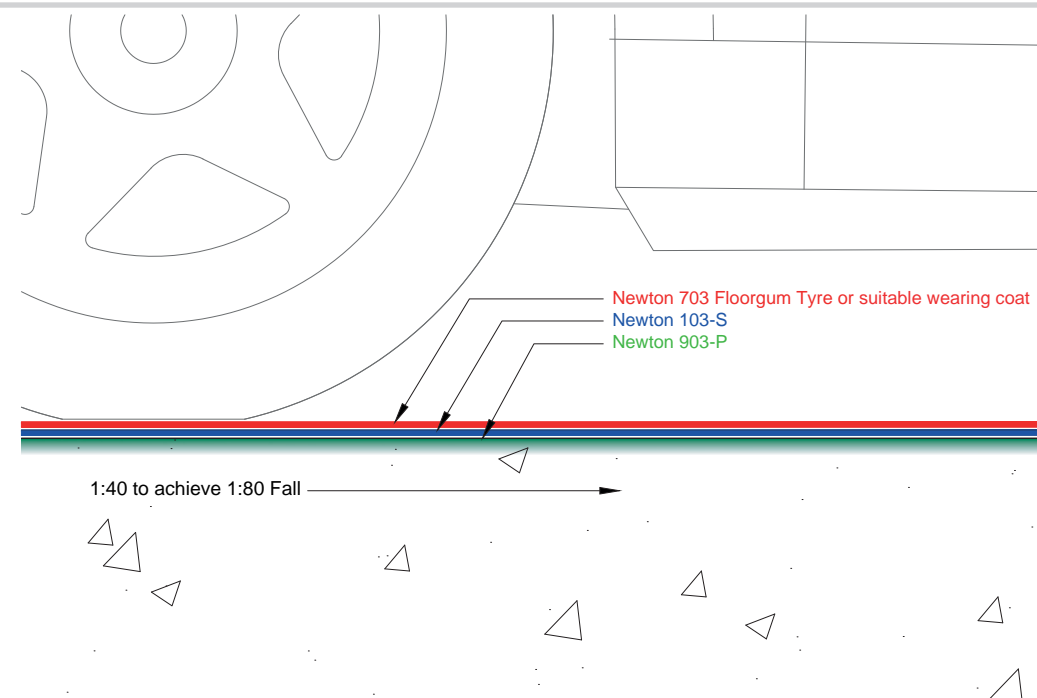 Newton 703 Floorgum Tyre or suitable wearing coat
Newton 103-S
Newton 903-P
1:40 to achieve 1:80 Fall